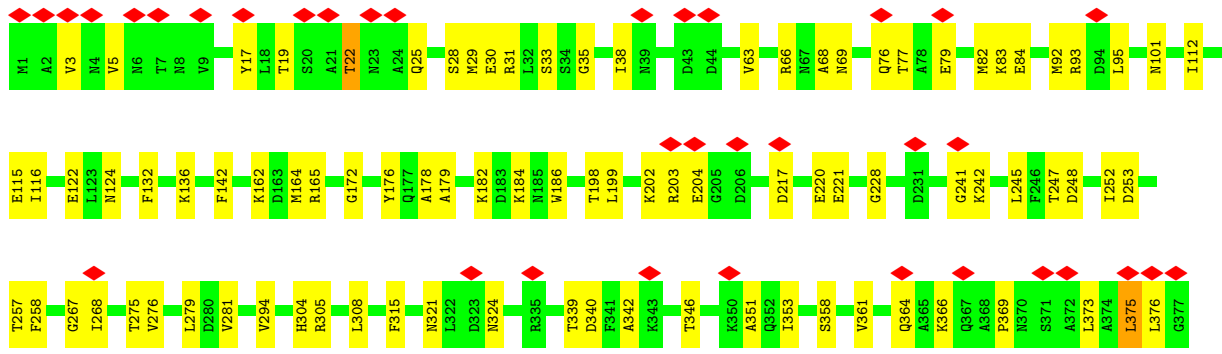 M1 A2 V3 N4 V5 N6 T7 N8 V9 Y17 L18 T19 S20 A21 T22 N23 A24 Q25 S28 M29 E30 R31 L32 S33 S34 G35 I38 N39 D43 D44 V63 R66 N67 A68 N69 Q76 T77 A78 E79 M82 K83 E84 M92 R93 D94 L95 N101 I112
E115 I116 E122 L123 N124 F132 K136 F142 K162 D163 M164 R165 G172 Y176 Q177 A178 A179 K182 D183 K184 N185 W186 T198 L199 K202 R203 E204 G205 D206 D217 E220 E221 G228 D231 G241 K242 L245 F246 T247 D248 I252 D253
T257 F258 G267 I268 T275 V276 L279 D280 V281 V294 H304 R305 L308 F315 N321 L322 D323 N324 R335 T339 D340 F341 A342 K343 T346 K350 A351 Q352 I353 S358 V361 Q364 A365 K366 Q367 A368 P369 N370 S371 A372 L373 A374 L375 L376 G377